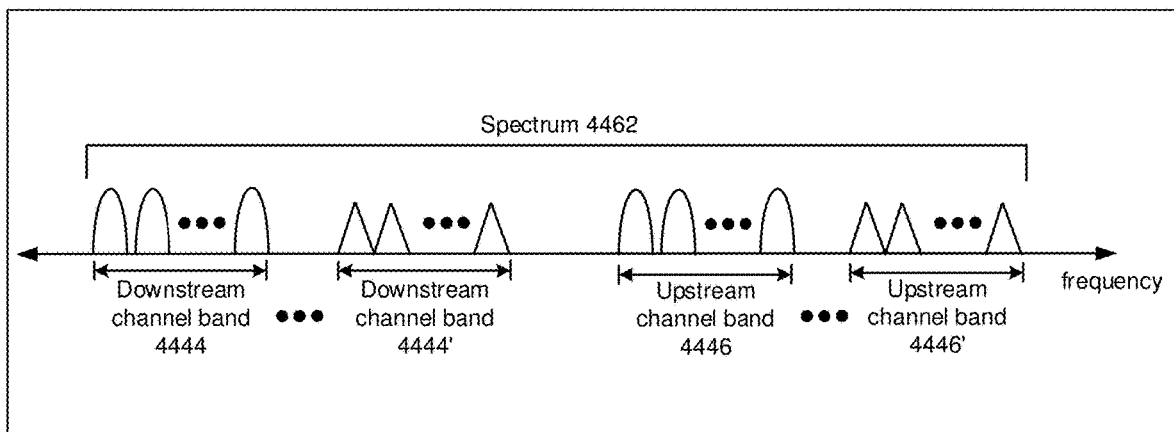 Spectrum 4462
frequency
Downstream
channel band
4444
Downstream
channel band
4444'
Upstream
channel band
4446
Upstream
channel band
4446'